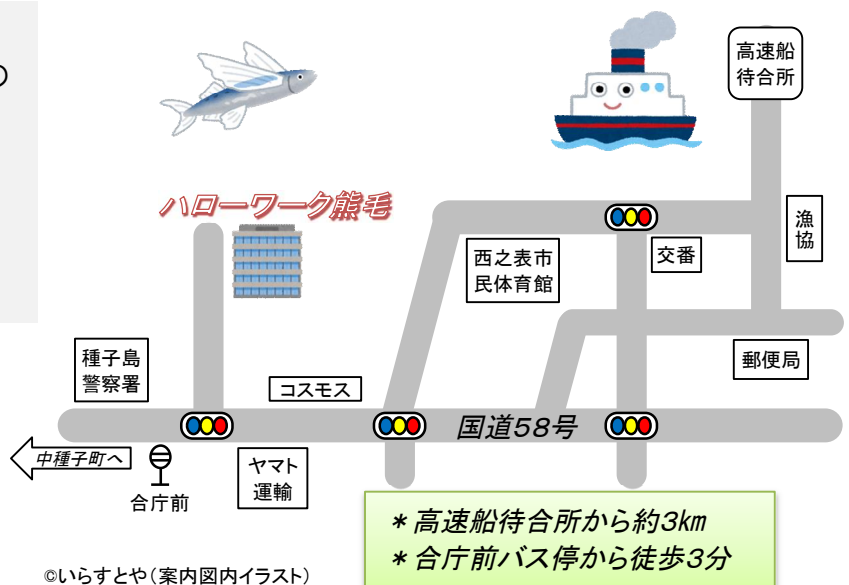 高速船
待合所
ハローワーク熊毛
漁協
西之表市
民体育館
交番
種子島
警察署
コスモス
郵便局
国道58号
中種子町へ
合庁前
ヤマト
運輸
*高速船待合所から約3㎞
*合庁前バス停から徒歩3分
©いらすとや(案内図内イラスト)